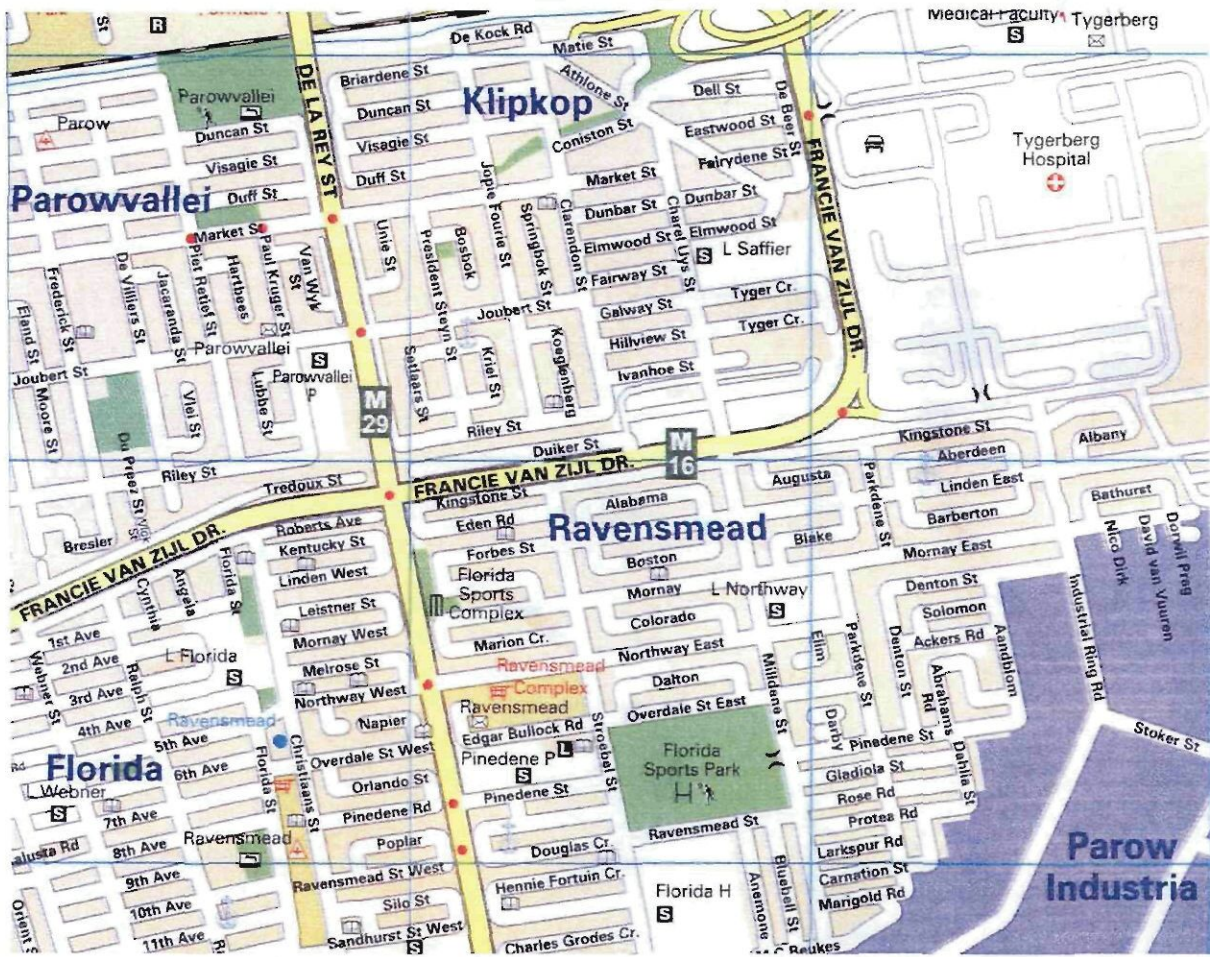 De Kock Rd
Matie St
Medical Faculty
Tygerberg
S
R
Briardene St
Athlone St
Dell St
De Beer St
Parowvallei
DE LA REY ST
Duncan St
Klipkop
Coniston St
Eastwood St
Parow
Duncan St
Visagie St
Fairydene St
Tygerberg
Hospital
Visagie St
Duff St
Market St
Dunbar St
FRANCIE VAN ZIJL DR.
Parowvallei
Duff St
Jopie Fourie St
Springbok St
Clarendon St
Dunbar St
Charel Uys St
Elmwood St
Market St
Unie St
President Steyn St
Bosbok
Elmwood St
S
L Saffier
Frederick St
De Villiers St
Jacaranda St
Piet Retief St
Hartbees
Paul Kruger St
Van Wyk
St
Fairway St
Eland St
Joubert St
Galway St
Tyger Cr.
Tyger Cr.
Parowvallei
Setlaars St
Kriel St
Koeglenberg
Hillview St
Joubert St
S
Parowvallei
P
Ivanhoe St
Moore St
Vlei St
Lubbe St
M
29
Riley St
Duiker St
M
16
Kingstone St
Albany
Du Preez St
Riley St
Tredoux St
FRANCIE VAN ZIJL DR.
Augusta
Parkdene St
Aberdeen
Linden East
Bathurst
Kingstone St
Alabama
Barberton
Bresler
Roberts Ave
Eden Rd
Ravensmead
Blake
Mornay East
Nico Dirk
David van Vuuren
Dorwil Preg
FRANCIE VAN ZIJL DR.
Florida St
Kentucky St
Forbes St
Boston
Cynthia
Angela
Linden West
Florida
Sports
Complex
Mornay
L Northway
S
Denton St
Industrial Ring Rd
Leistner St
Colorado
Solomon
1st Ave
Mornay West
Marion Cr.
Northway East
Elim
Parkdene St
Denton St
Ackers Rd
Aandblom
Webner St
2nd Ave
Ralph St
L Florida
S
Melrose St
Ravensmead
Complex
Dalton
Milldane St
Abrahams
Rd
3rd Ave
Northway West
Overdale St East
4th Ave
Ravensmead
Napier
Ravensmead
Stroebel St
Darby
Stoker St
5th Ave
Christiaans St
Edgar Bullock Rd
Pinedene St
Dahlia St
Rd
Florida
6th Ave
Florida St
Overdale St West
Pinedene P
L
S
Florida
Sports Park
H
Gladiola St
L Webner
S
Orlando St
Pinedene St
Rose Rd
7th Ave
Pinedene Rd
Ravensmead St
Protea Rd
alusta Rd
8th Ave
Ravensmead
Poplar
Douglas Cr.
Larkspur Rd
Parow
Industria
9th Ave
Ravensmead St West
Hennie Fortuin Cr.
Florida H
S
Anemone
Bluebell St
Carnation St
Orient
10th Ave
Silo St
Marigold Rd
11th Ave
Sandhurst St West
S
Charles Grodes Cr.
Beukes